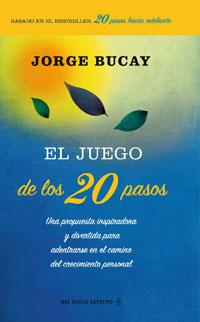 BASADO EN EL BESTSELLER 20 pasos hacia adelante
JORGE BUCAY
EL JUEGO
de los 20 pasos
Una propuesta inspiradora
y divertida para
adentrarse en el camino
del crecimiento personal
DEL NUEVO EXTREMO